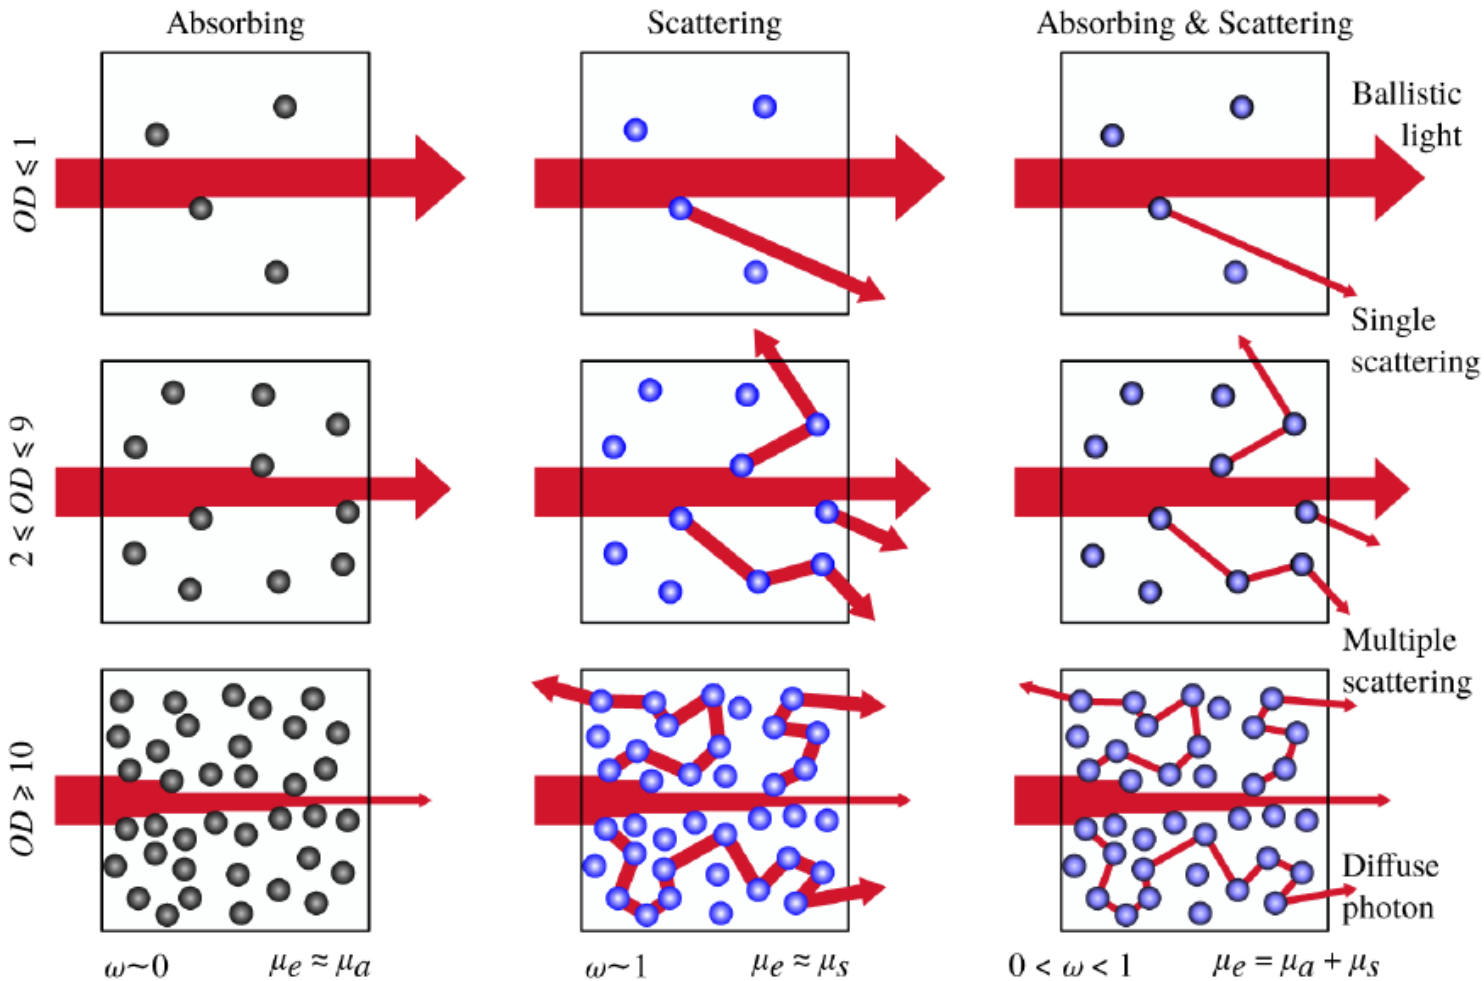 Absorbing
Scattering
Absorbing & Scattering
OD ⩽ 1
Ballistic
light
Single
scattering
2 ⩽ OD ⩽ 9
Multiple
scattering
OD ⩾ 10
Diffuse
photon
ω~0
μe ≈ μa
ω~1
μe ≈ μs
0 < ω < 1
μe = μa + μs